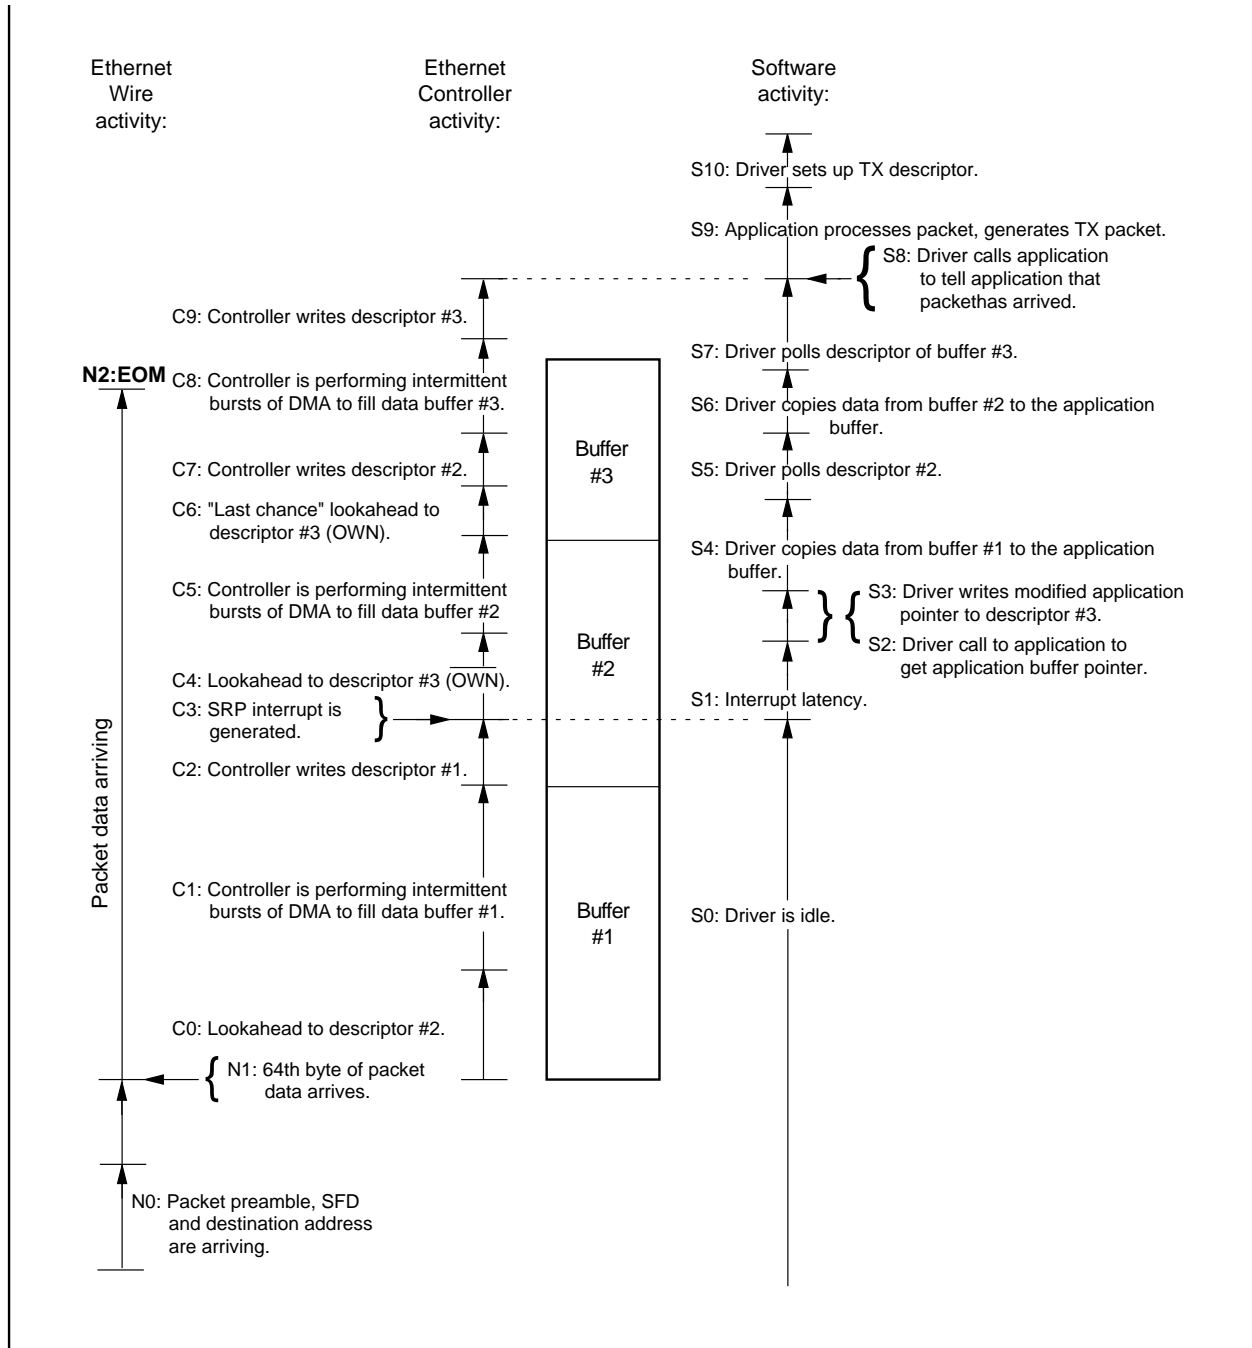 Ethernet
Wire
activity:
Ethernet
Controller
activity:
Software
activity:
S10: Driver sets up TX descriptor.
S9: Application processes packet, generates TX packet.
S8: Driver calls application
to tell application that
packethas arrived.
C9: Controller writes descriptor #3.
S7: Driver polls descriptor of buffer #3.
N2:EOM
C8: Controller is performing intermittent
bursts of DMA to fill data buffer #3.
S6: Driver copies data from buffer #2 to the application
buffer.
Buffer
#3
C7: Controller writes descriptor #2.
S5: Driver polls descriptor #2.
C6: "Last chance" lookahead to
descriptor #3 (OWN).
S4: Driver copies data from buffer #1 to the application
buffer.
C5: Controller is performing intermittent
bursts of DMA to fill data buffer #2
S3: Driver writes modified application
pointer to descriptor #3.
Buffer
#2
S2: Driver call to application to
get application buffer pointer.
C4: Lookahead to descriptor #3 (OWN).
S1: Interrupt latency.
C3: SRP interrupt is
generated.
C2: Controller writes descriptor #1.
Packet data arriving
C1: Controller is performing intermittent
bursts of DMA to fill data buffer #1.
Buffer
#1
S0: Driver is idle.
C0: Lookahead to descriptor #2.
N1: 64th byte of packet
data arrives.
N0: Packet preamble, SFD
and destination address
are arriving.